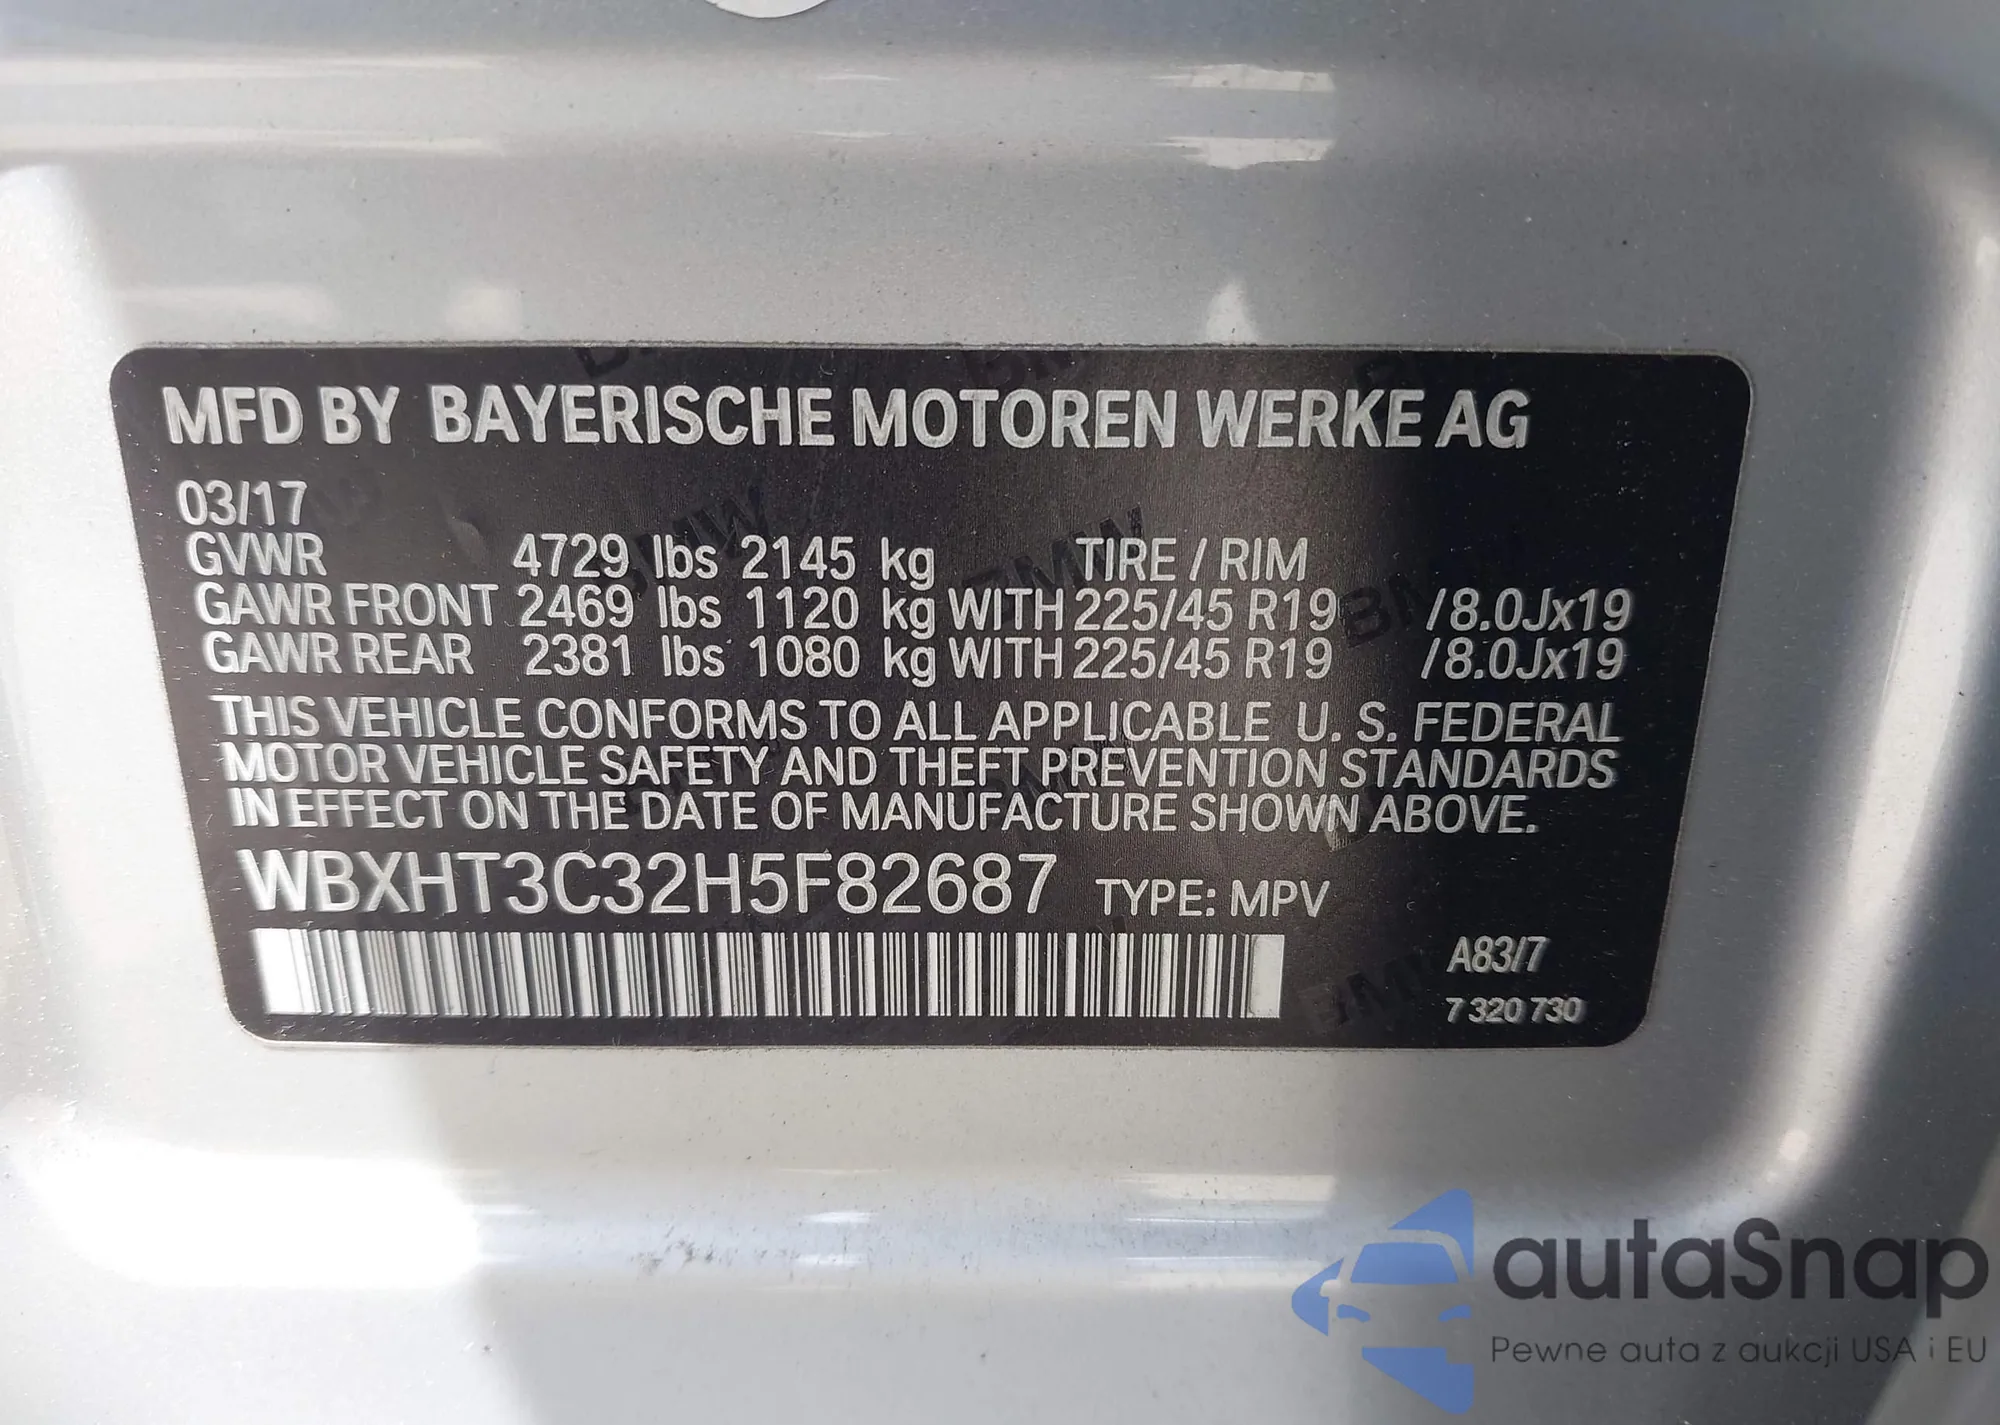 MFD BY BAYERISCHE MOTOREN WERKE AG
03/17
GVWR 4729 lbs 2145 kg TIRE / RIM
GAWR FRONT 2469 lbs 1120 kg WITH 225/45 R19 /8.0Jx19
GAWR REAR 2381 lbs 1080 kg WITH 225/45 R19 /8.0Jx19
THIS VEHICLE CONFORMS TO ALL APPLICABLE U. S. FEDERAL
MOTOR VEHICLE SAFETY AND THEFT PREVENTION STANDARDS
IN EFFECT ON THE DATE OF MANUFACTURE SHOWN ABOVE.
WBXHT3C32H5F82687 TYPE: MPV
A83/7
7 320 730
autaSnap
Pewne auta z aukcji USA i EU